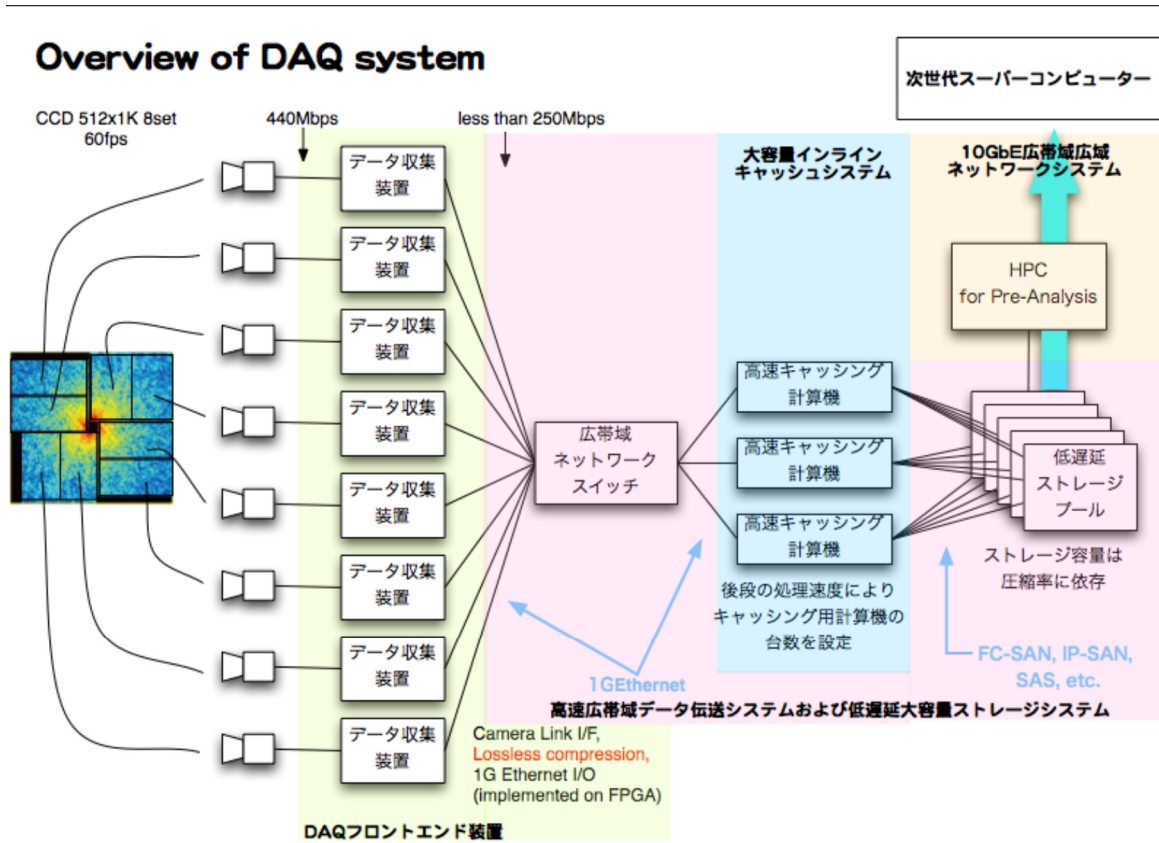 Overview of DAQ system
次世代スーパーコンピューター
CCD 512x1K 8set
60fps
440Mbps
less than 250Mbps
大容量インライン
キャッシュシステム
10GbE広帯域広域
ネットワークシステム
データ収集
装置
データ収集
装置
データ収集
装置
データ収集
装置
データ収集
装置
データ収集
装置
データ収集
装置
データ収集
装置
広帯域
ネットワーク
スイッチ
高速キャッシング
計算機
高速キャッシング
計算機
高速キャッシング
計算機
後段の処理速度により
キャッシング用計算機の
台数を設定
HPC
for Pre-Analysis
低遅延
ストレージ
プール
ストレージ容量は
圧縮率に依存
1GEthernet
FC-SAN, IP-SAN,
SAS, etc.
高速広帯域データ伝送システムおよび低遅延大容量ストレージシステム
Camera Link I/F,
Lossless compression,
1G Ethernet I/O
(implemented on FPGA)
DAQフロントエンド装置